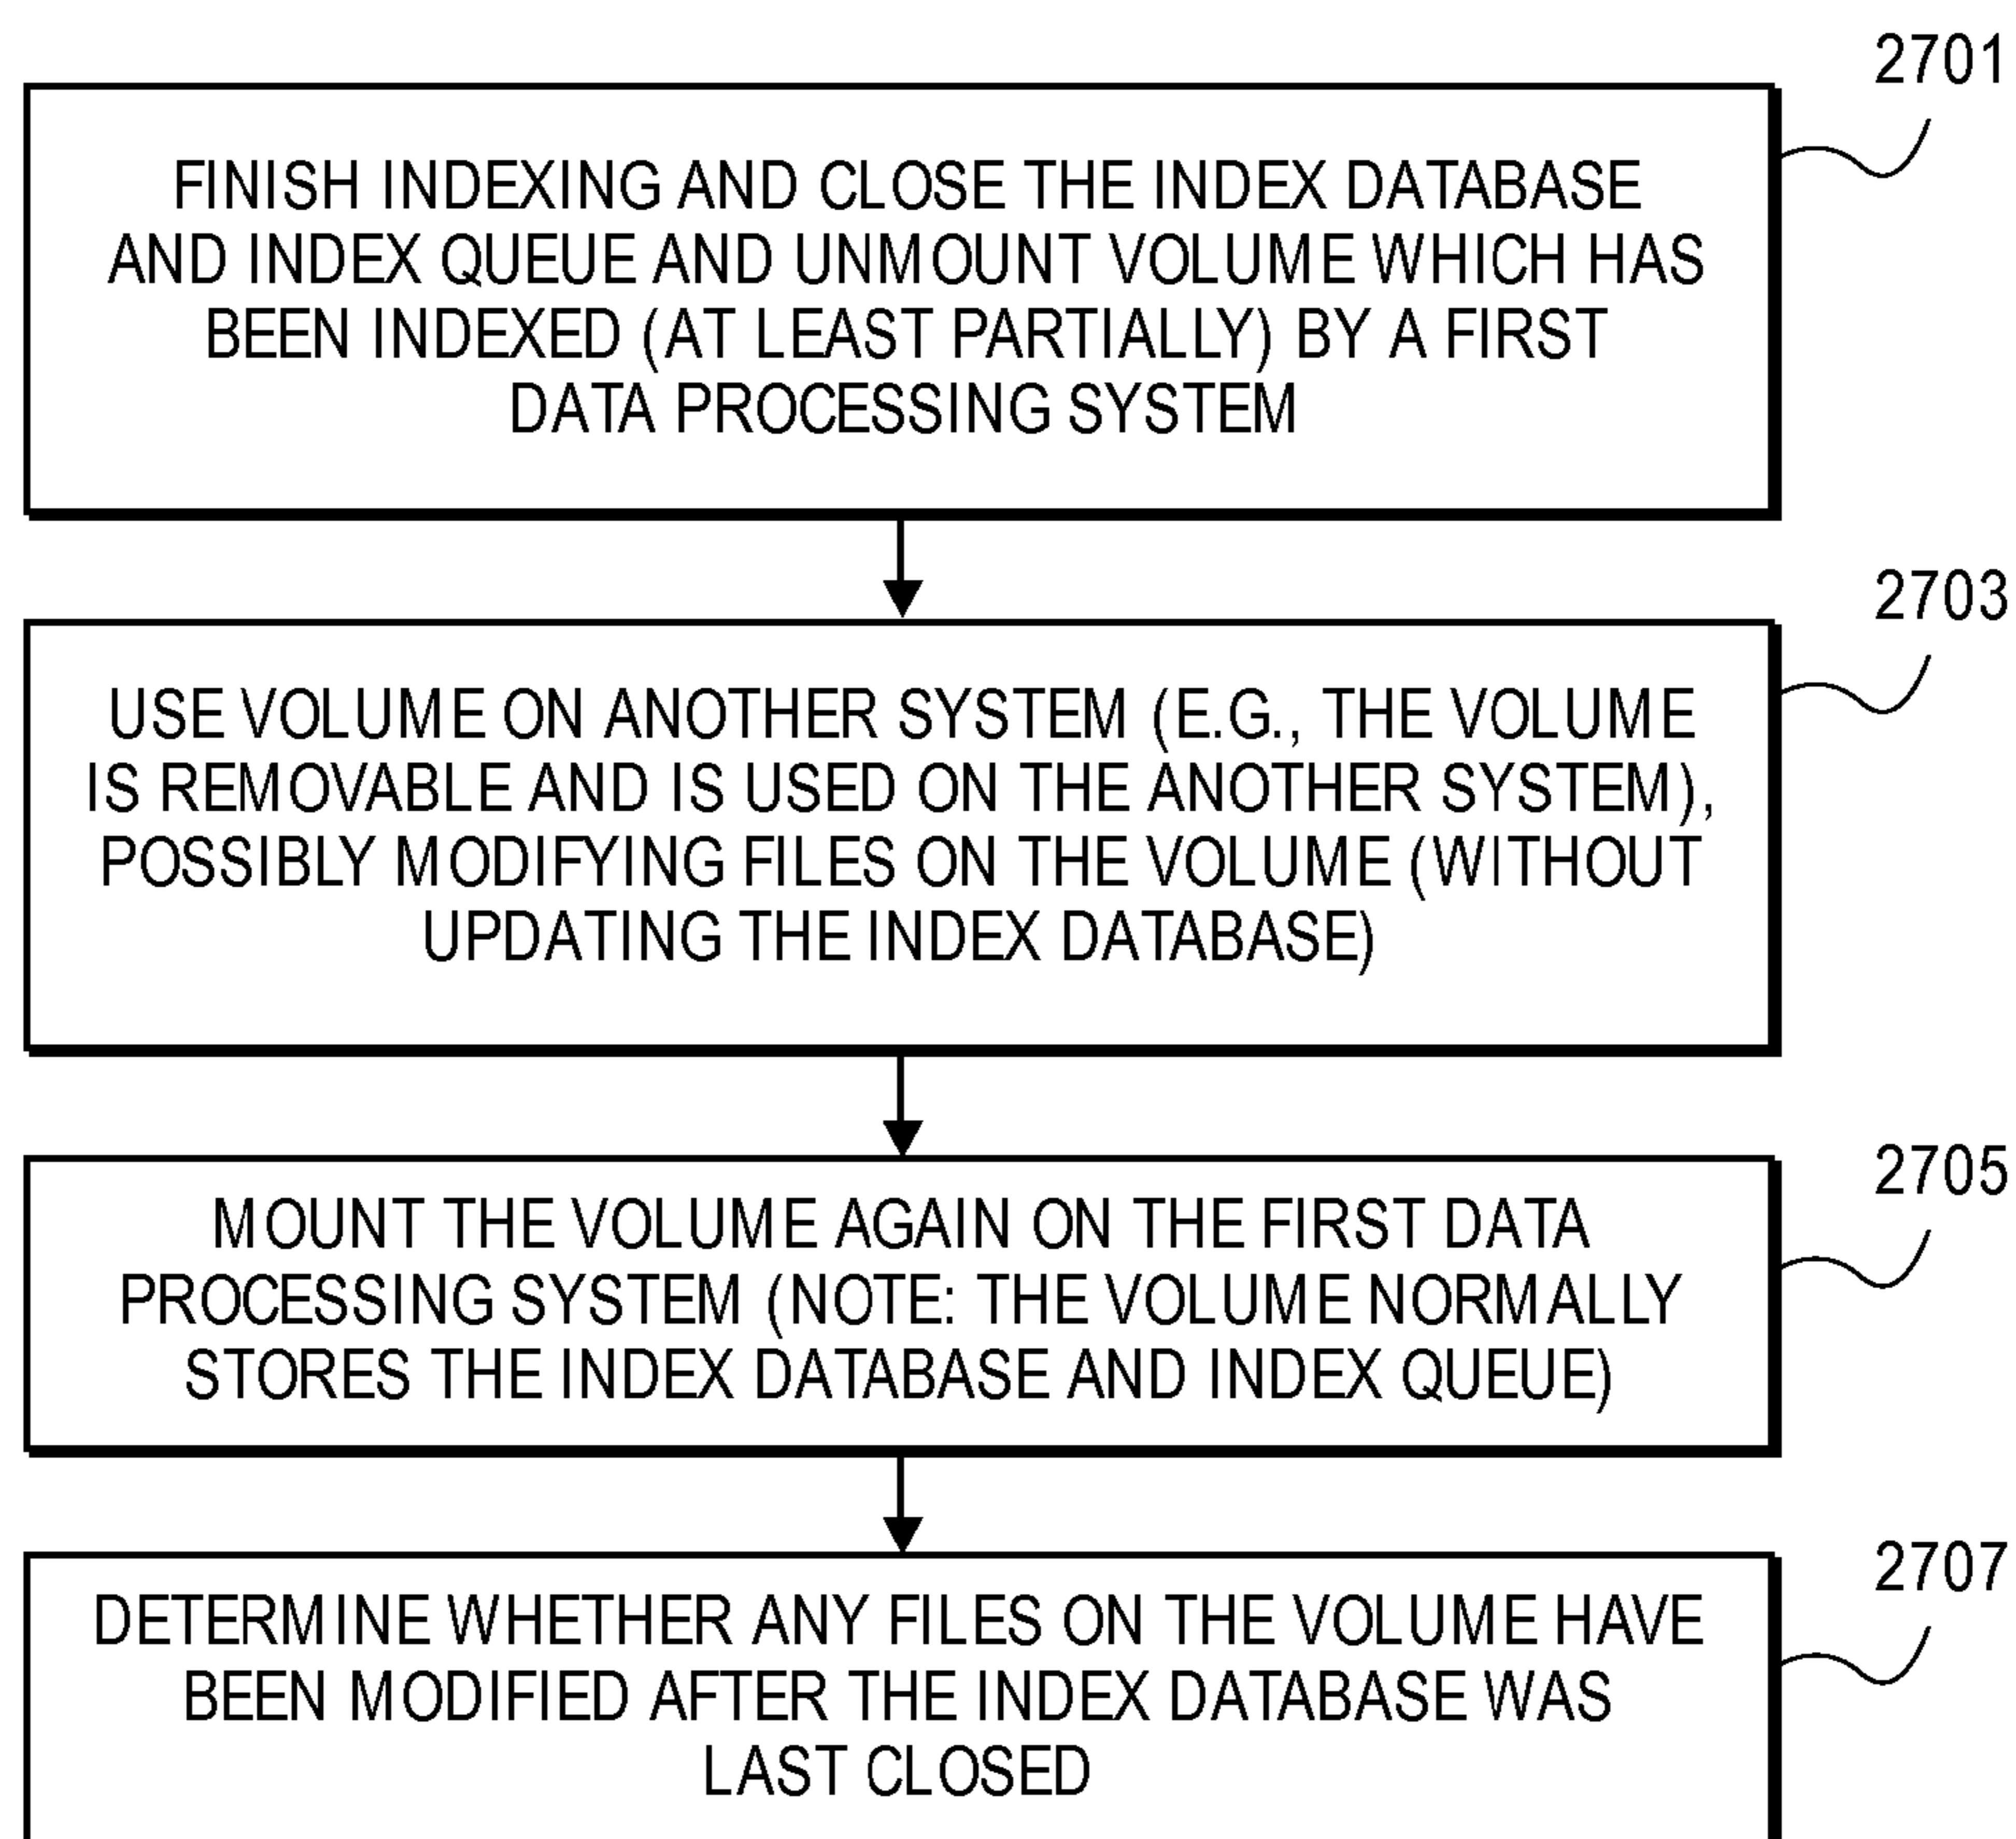 2701
FINISH INDEXING AND CLOSE THE INDEX DATABASE
AND INDEX QUEUE AND UNMOUNT VOLUME WHICH HAS
BEEN INDEXED (AT LEAST PARTIALLY) BY A FIRST
DATA PROCESSING SYSTEM
2703
USE VOLUME ON ANOTHER SYSTEM (E.G., THE VOLUME
IS REMOVABLE AND IS USED ON THE ANOTHER SYSTEM),
POSSIBLY MODIFYING FILES ON THE VOLUME (WITHOUT
UPDATING THE INDEX DATABASE)
2705
MOUNT THE VOLUME AGAIN ON THE FIRST DATA
PROCESSING SYSTEM (NOTE: THE VOLUME NORMALLY
STORES THE INDEX DATABASE AND INDEX QUEUE)
2707
DETERMINE WHETHER ANY FILES ON THE VOLUME HAVE
BEEN MODIFIED AFTER THE INDEX DATABASE WAS
LAST CLOSED